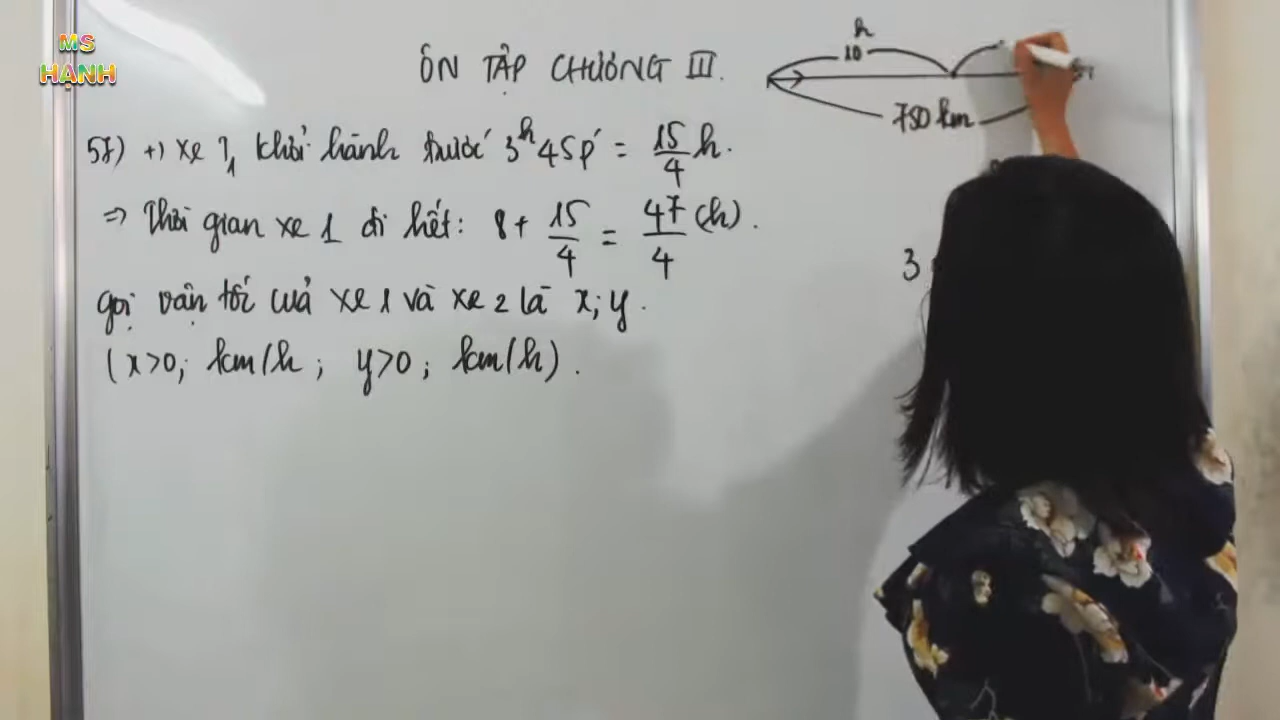 MS
HẠNH
ÔN TẬP CHƯƠNG III.
h
10
750 km
57) +) Xe 1 khởi hành trước 3h 45p' = 15/4 h.
=> Thời gian xe 1 đi hết: 8 + 15/4 = 47/4 (h).
gọi vận tốc của xe 1 và xe 2 là x; y.
(x>0; km/h; y>0; km/h).
3